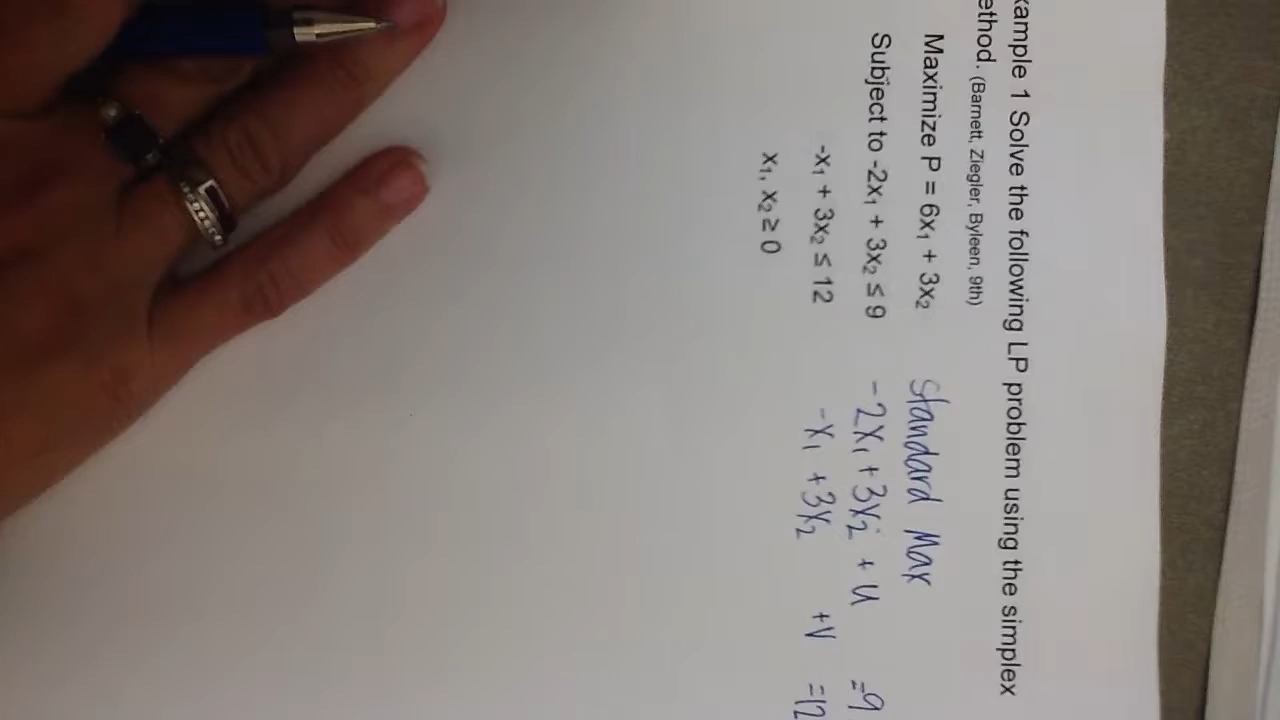 xample 1 Solve the following LP problem using the simplex
ethod. (Barnett, Ziegler, Byleen, 9th)
Maximize P = 6x₁ + 3x₂ Standard Max
Subject to -2x₁ + 3x₂ ≤ 9 -2x₁ + 3x₂ + u =9
-x₁ + 3x₂ ≤ 12 -x₁ +3x₂ +v =12
x₁, x₂ ≥ 0